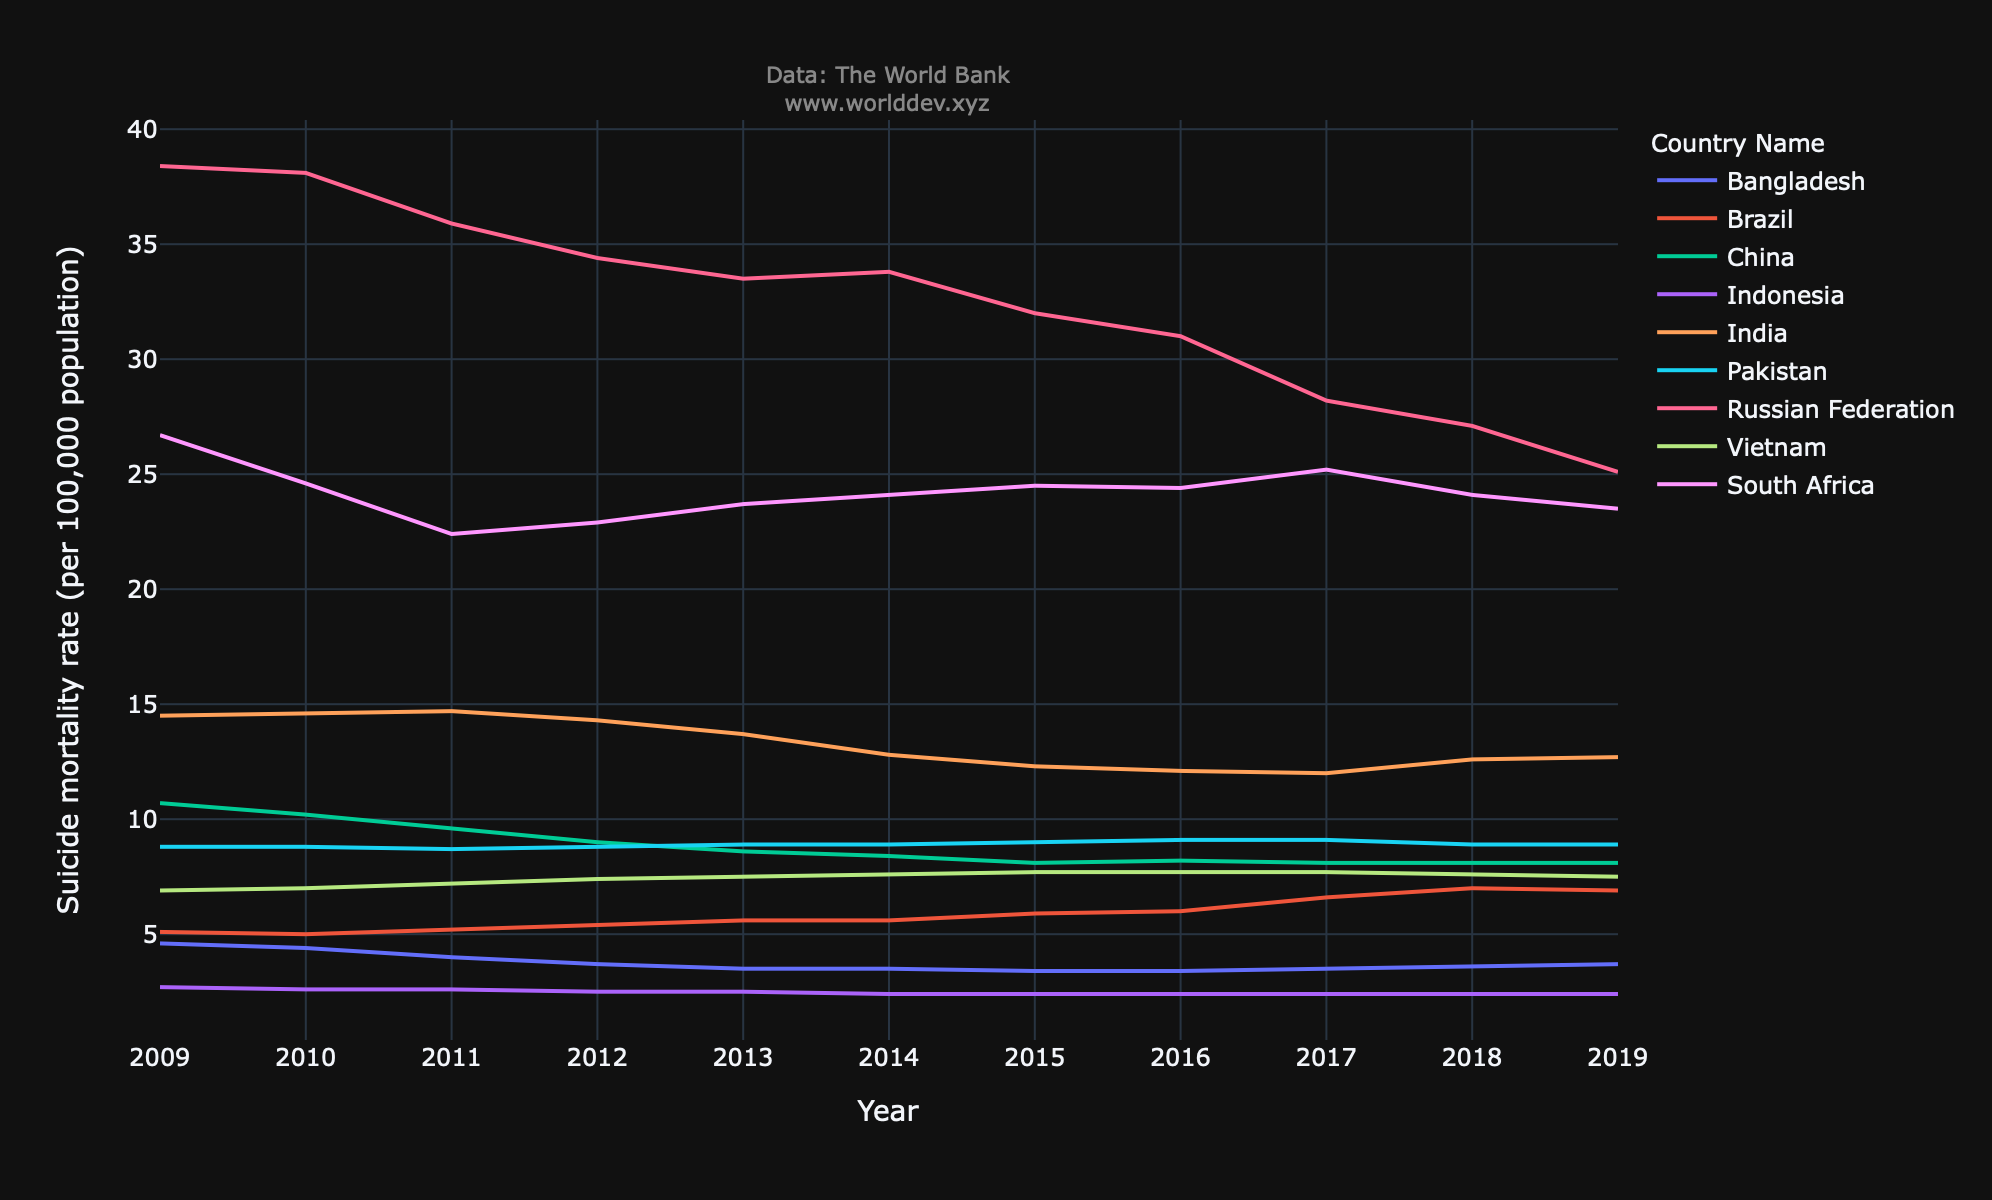 Data: The World Bank
www.worlddev.xyz
Suicide mortality rate (per 100,000 population)
40
35
30
25
20
15
10
5
2009 2010 2011 2012 2013 2014 2015 2016 2017 2018 2019
Year
Country Name
Bangladesh
Brazil
China
Indonesia
India
Pakistan
Russian Federation
Vietnam
South Africa